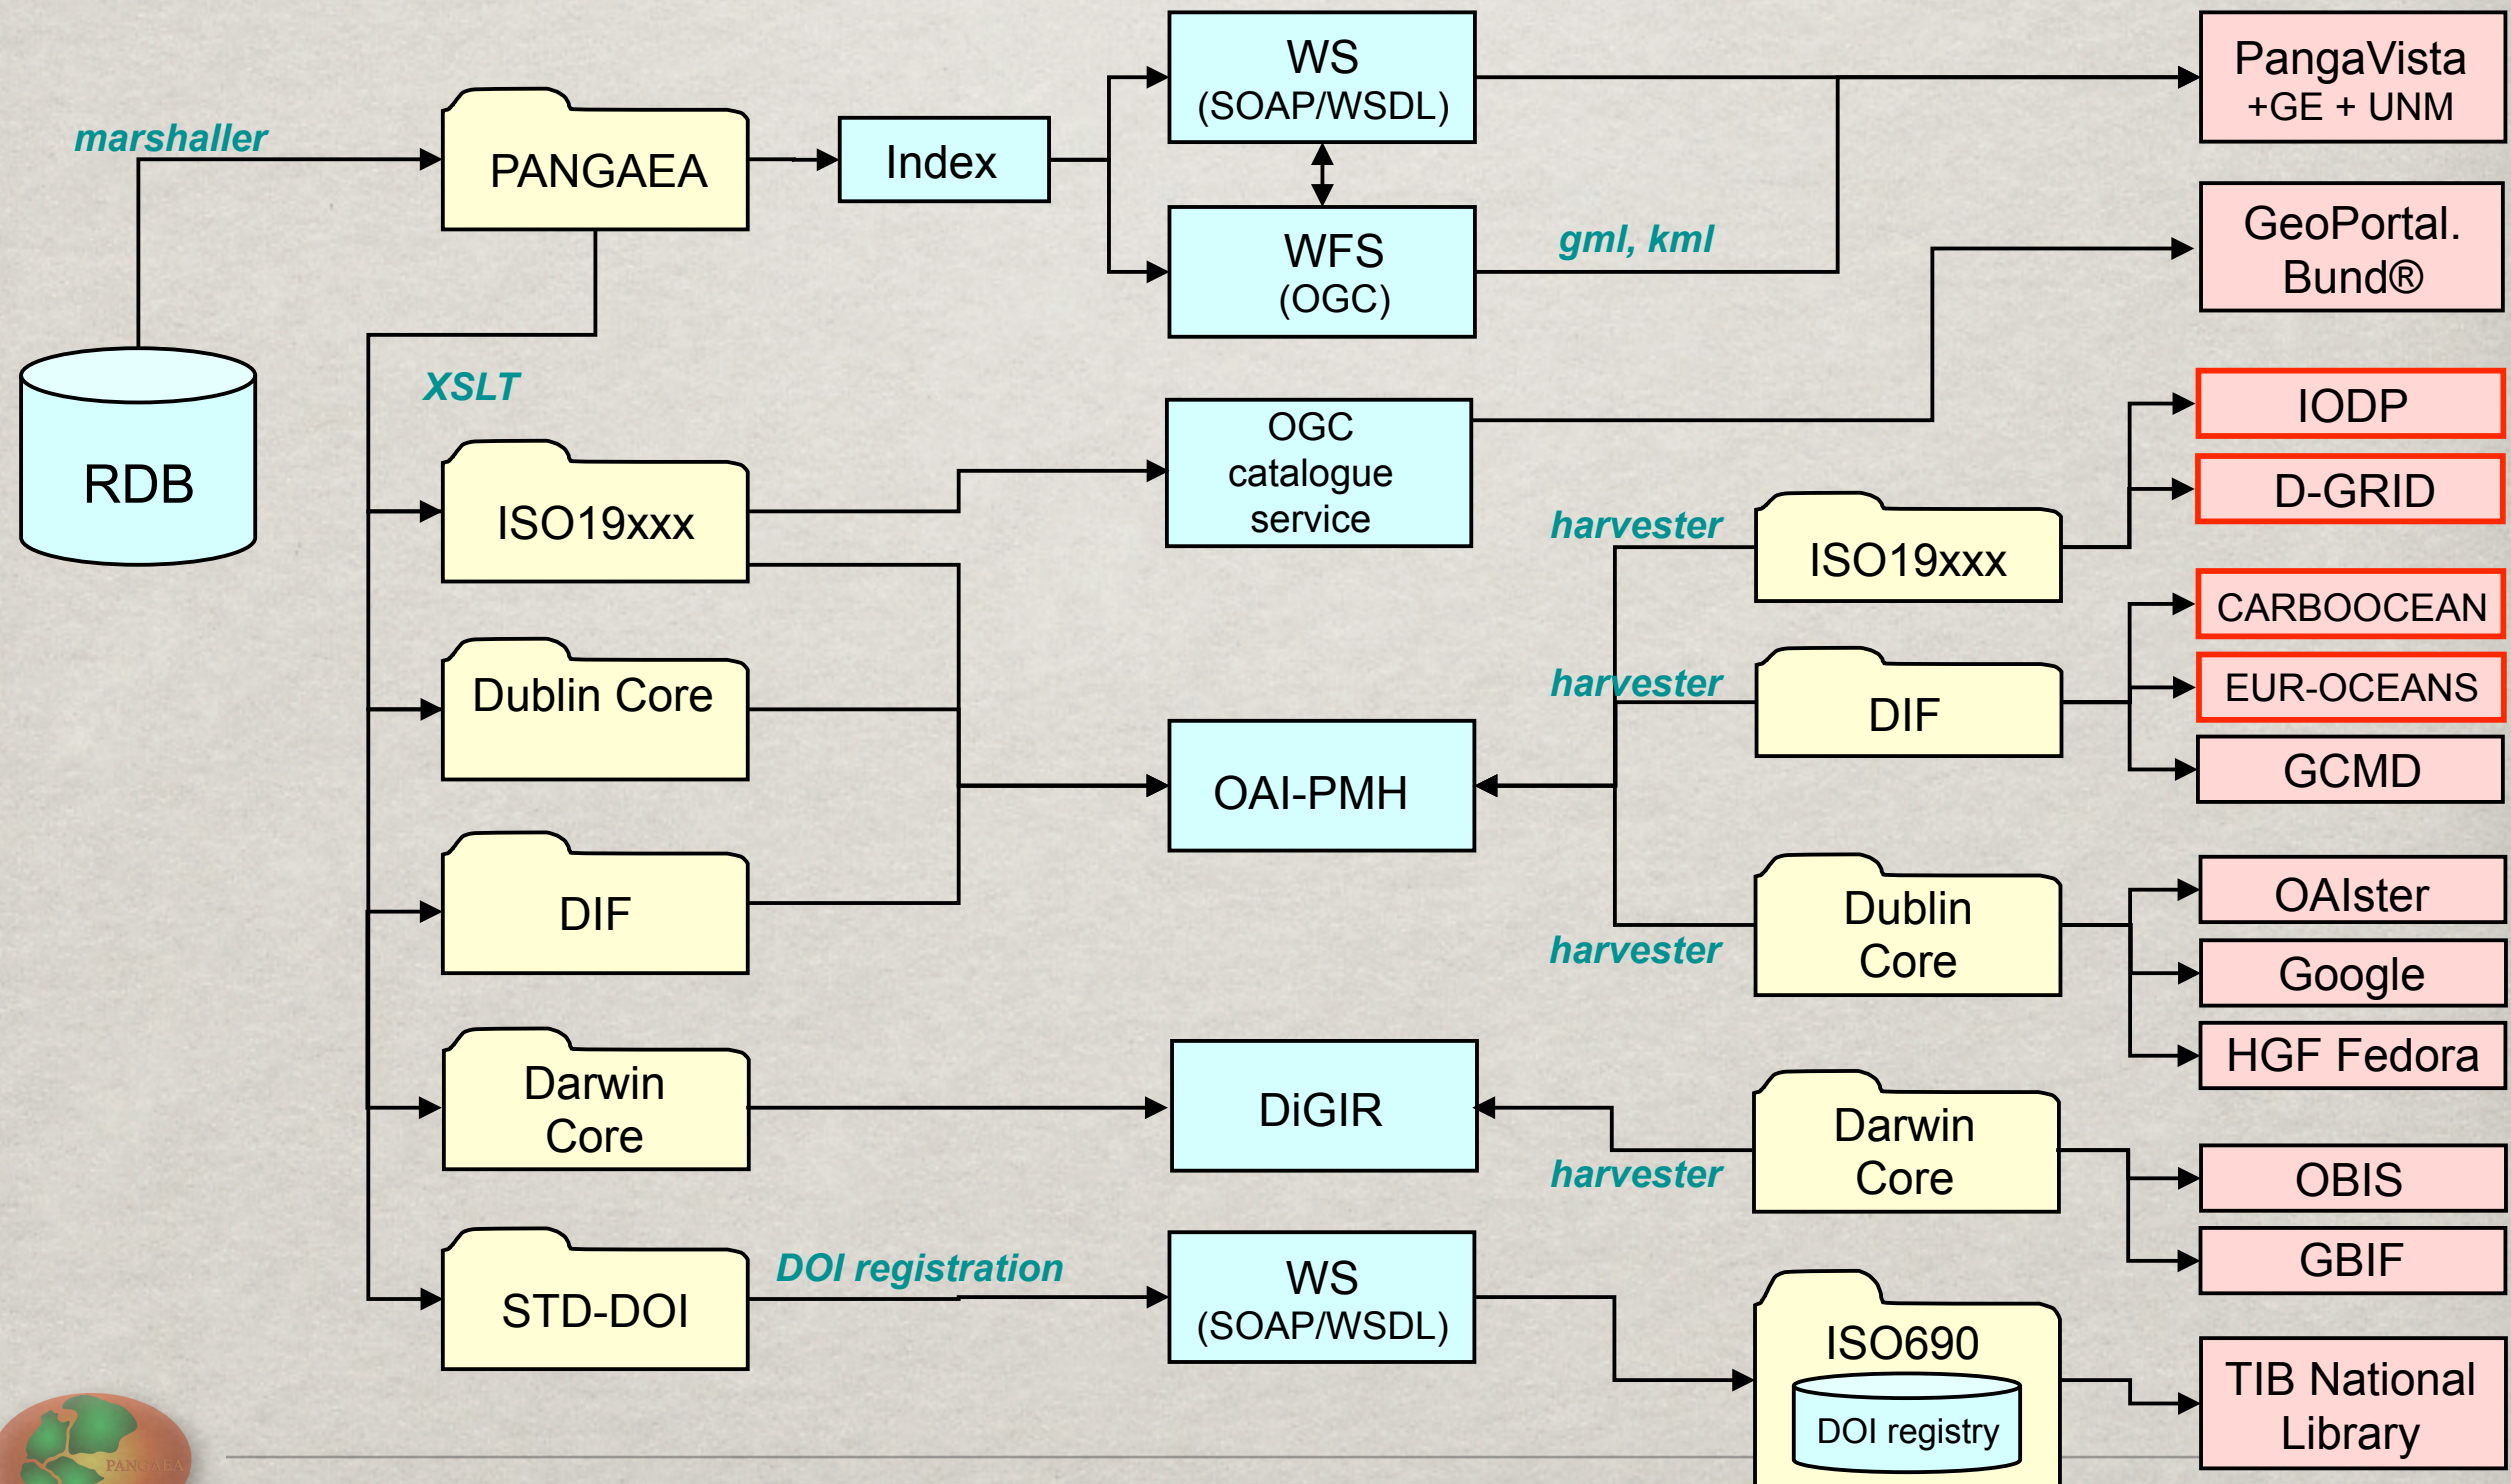 marshaller
PANGAEA
Index
WS
(SOAP/WSDL)
PangaVista
+GE + UNM
WFS
(OGC)
gml, kml
GeoPortal.
Bund®
RDB
XSLT
ISO19xxx
OGC
catalogue
service
harvester
ISO19xxx
IODP
D-GRID
Dublin Core
harvester
DIF
CARBOOCEAN
EUR-OCEANS
GCMD
OAI-PMH
DIF
harvester
Dublin
Core
OAIster
Google
HGF Fedora
Darwin
Core
DiGIR
harvester
Darwin
Core
OBIS
GBIF
STD-DOI
DOI registration
WS
(SOAP/WSDL)
ISO690
DOI registry
TIB National
Library
PANGAEA